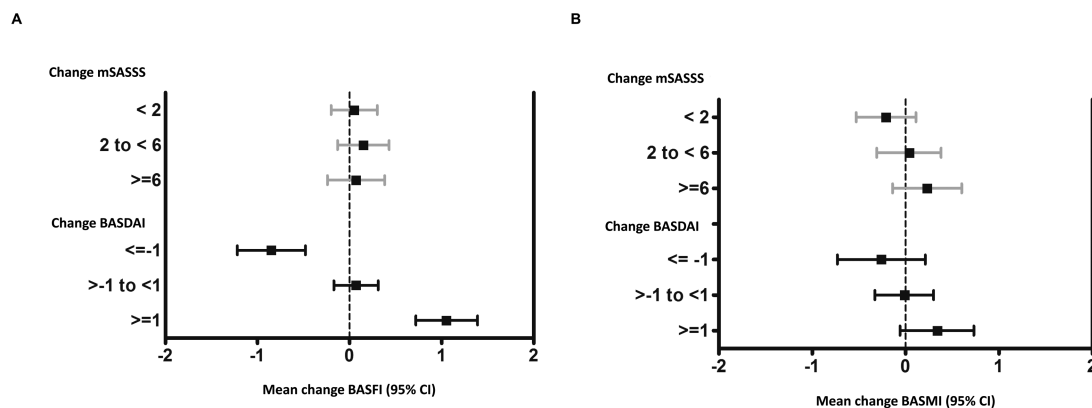 A
Change mSASSS
< 2
2 to < 6
>=6
Change BASDAI
<=-1
>-1 to <1
>=1
-2 -1 0 1 2
Mean change BASFI (95% CI)
B
Change mSASSS
< 2
2 to < 6
>=6
Change BASDAI
<= -1
>-1 to <1
>=1
-2 -1 0 1 2
Mean change BASMI (95% CI)